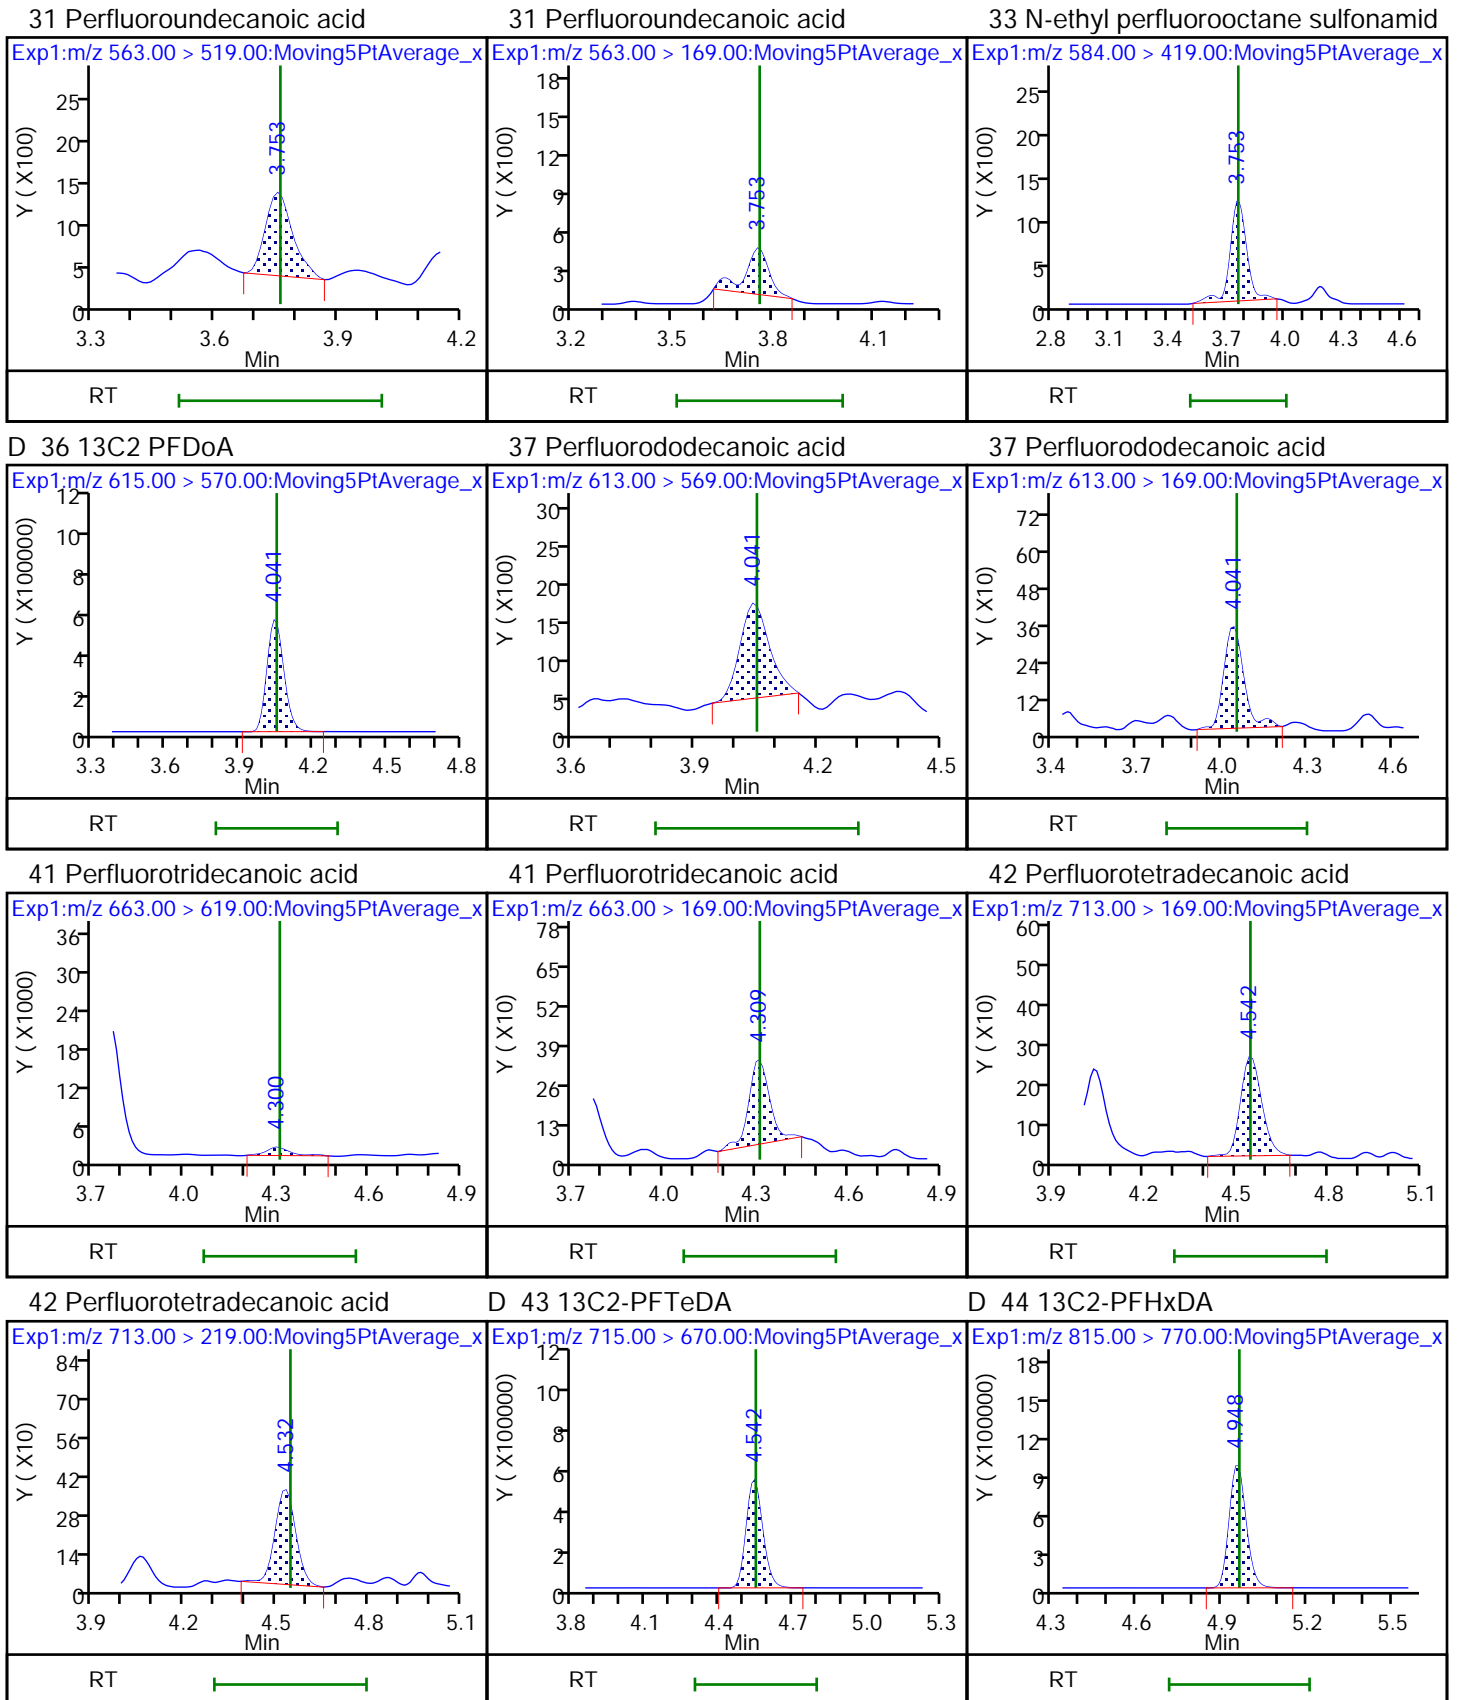 31 Perfluoroundecanoic acid
31 Perfluoroundecanoic acid
33 N-ethyl perfluorooctane sulfonamid
Exp1:m/z 563.00 > 519.00:Moving5PtAverage_x
Exp1:m/z 563.00 > 169.00:Moving5PtAverage_x
Exp1:m/z 584.00 > 419.00:Moving5PtAverage_x
Y ( X100)
25
20
15
10
5
0
3.753
3.3 3.6 3.9 4.2
Min
RT
Y ( X100)
18
15
12
9
6
3
0
3.753
3.2 3.5 3.8 4.1
Min
RT
Y ( X100)
25
20
15
10
5
0
3.753
2.8 3.1 3.4 3.7 4.0 4.3 4.6
Min
RT
D 36 13C2 PFDoA
37 Perfluorododecanoic acid
37 Perfluorododecanoic acid
Exp1:m/z 615.00 > 570.00:Moving5PtAverage_x
Exp1:m/z 613.00 > 569.00:Moving5PtAverage_x
Exp1:m/z 613.00 > 169.00:Moving5PtAverage_x
Y ( X100000)
12
10
8
6
4
2
0
4.041
3.3 3.6 3.9 4.2 4.5 4.8
Min
RT
Y ( X100)
30
25
20
15
10
5
0
4.041
3.6 3.9 4.2 4.5
Min
RT
Y ( X10)
72
60
48
36
24
12
0
4.041
3.4 3.7 4.0 4.3 4.6
Min
RT
41 Perfluorotridecanoic acid
41 Perfluorotridecanoic acid
42 Perfluorotetradecanoic acid
Exp1:m/z 663.00 > 619.00:Moving5PtAverage_x
Exp1:m/z 663.00 > 169.00:Moving5PtAverage_x
Exp1:m/z 713.00 > 169.00:Moving5PtAverage_x
Y ( X1000)
36
30
24
18
12
6
0
4.300
3.7 4.0 4.3 4.6 4.9
Min
RT
Y ( X10)
78
65
52
39
26
13
0
4.309
3.7 4.0 4.3 4.6 4.9
Min
RT
Y ( X10)
60
50
40
30
20
10
0
4.542
3.9 4.2 4.5 4.8 5.1
Min
RT
42 Perfluorotetradecanoic acid
D 43 13C2-PFTeDA
D 44 13C2-PFHxDA
Exp1:m/z 713.00 > 219.00:Moving5PtAverage_x
Exp1:m/z 715.00 > 670.00:Moving5PtAverage_x
Exp1:m/z 815.00 > 770.00:Moving5PtAverage_x
Y ( X10)
84
70
56
42
28
14
0
4.532
3.9 4.2 4.5 4.8 5.1
Min
RT
Y ( X100000)
12
10
8
6
4
2
0
4.542
3.8 4.1 4.4 4.7 5.0 5.3
Min
RT
Y ( X100000)
18
15
12
9
6
3
0
4.948
4.3 4.6 4.9 5.2 5.5
Min
RT